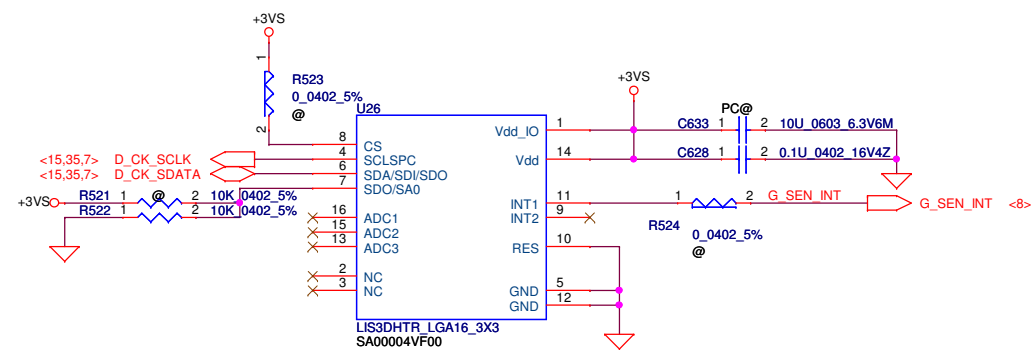 +3VS
1
R523
0_0402_5%
@
2
U26
+3VS
PC@
8 CS
4 SCLSPC
6 SDA/SDI/SDO
7 SDO/SA0
16 ADC1
15 ADC2
13 ADC3
2 NC
3 NC
Vdd_IO 1
Vdd 14
INT1 11
INT2 9
RES 10
GND 5
GND 12
C633 1 2 10U_0603_6.3V6M
C628 1 2 0.1U_0402_16V4Z
<15,35,7> D_CK_SCLK
<15,35,7> D_CK_SDATA
+3VS R521 1 @ 2 10K_0402_5%
R522 1 2 10K_0402_5%
1 2 G_SEN_INT
G_SEN_INT <8>
R524
0_0402_5%
@
LIS3DHTR_LGA16_3X3
SA00004VF00